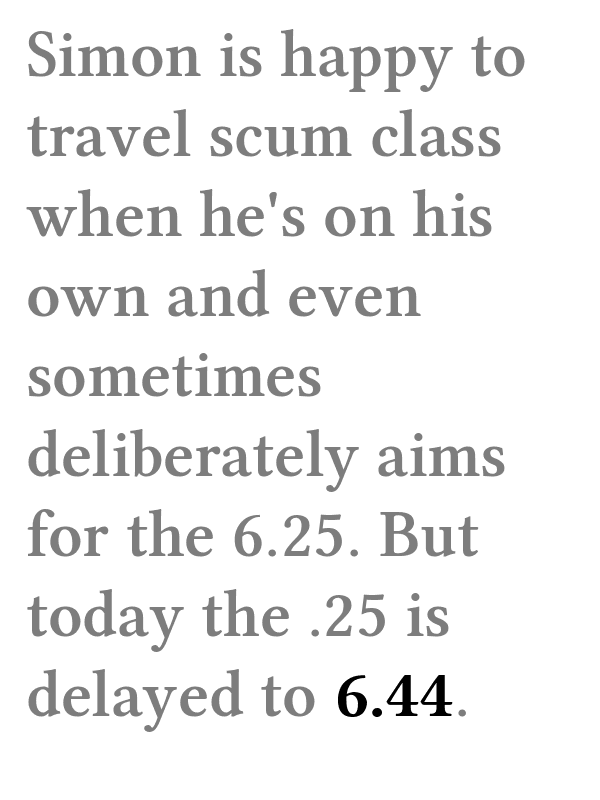 Simon is happy to
travel scum class
when he's on his
own and even
sometimes
deliberately aims
for the 6.25. But
today the .25 is
delayed to 6.44.